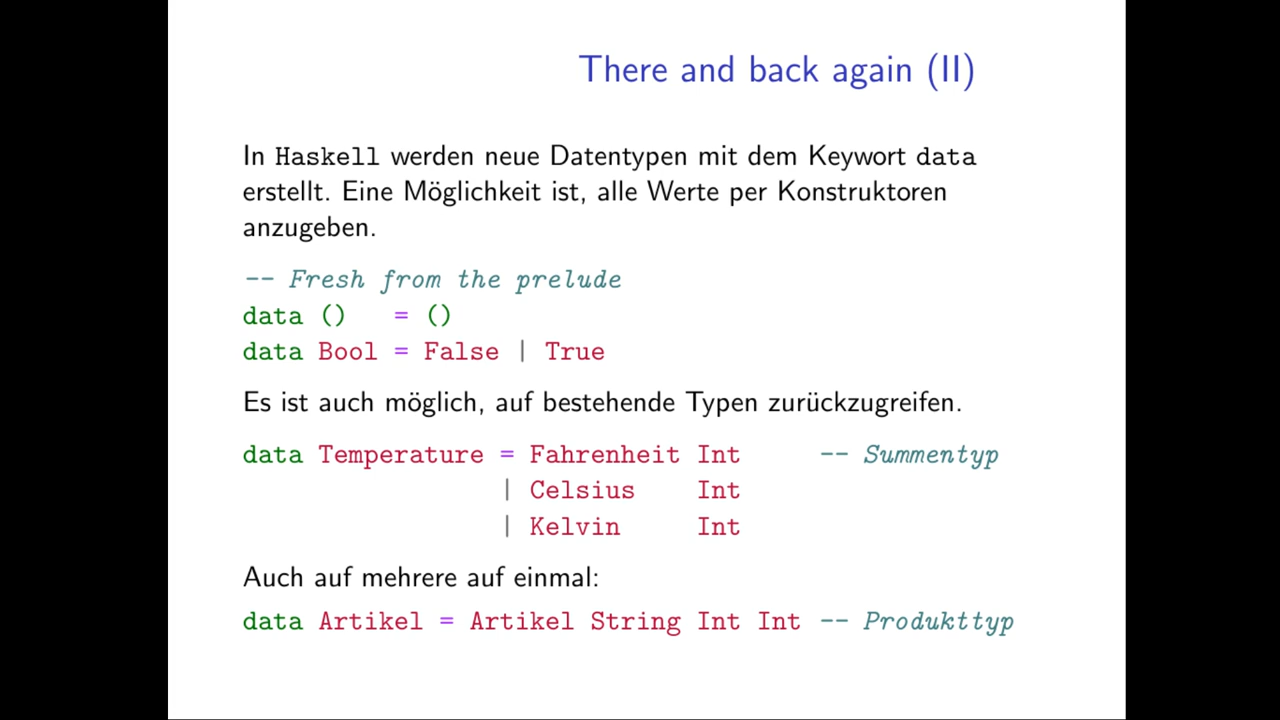 There and back again (II)
In Haskell werden neue Datentypen mit dem Keywort data
erstellt. Eine Möglichkeit ist, alle Werte per Konstruktoren
anzugeben.
-- Fresh from the prelude
data ()   = ()
data Bool = False | True
Es ist auch möglich, auf bestehende Typen zurückzugreifen.
data Temperature = Fahrenheit Int     -- Summentyp
                 | Celsius    Int
                 | Kelvin     Int
Auch auf mehrere auf einmal:
data Artikel = Artikel String Int Int -- Produkttyp